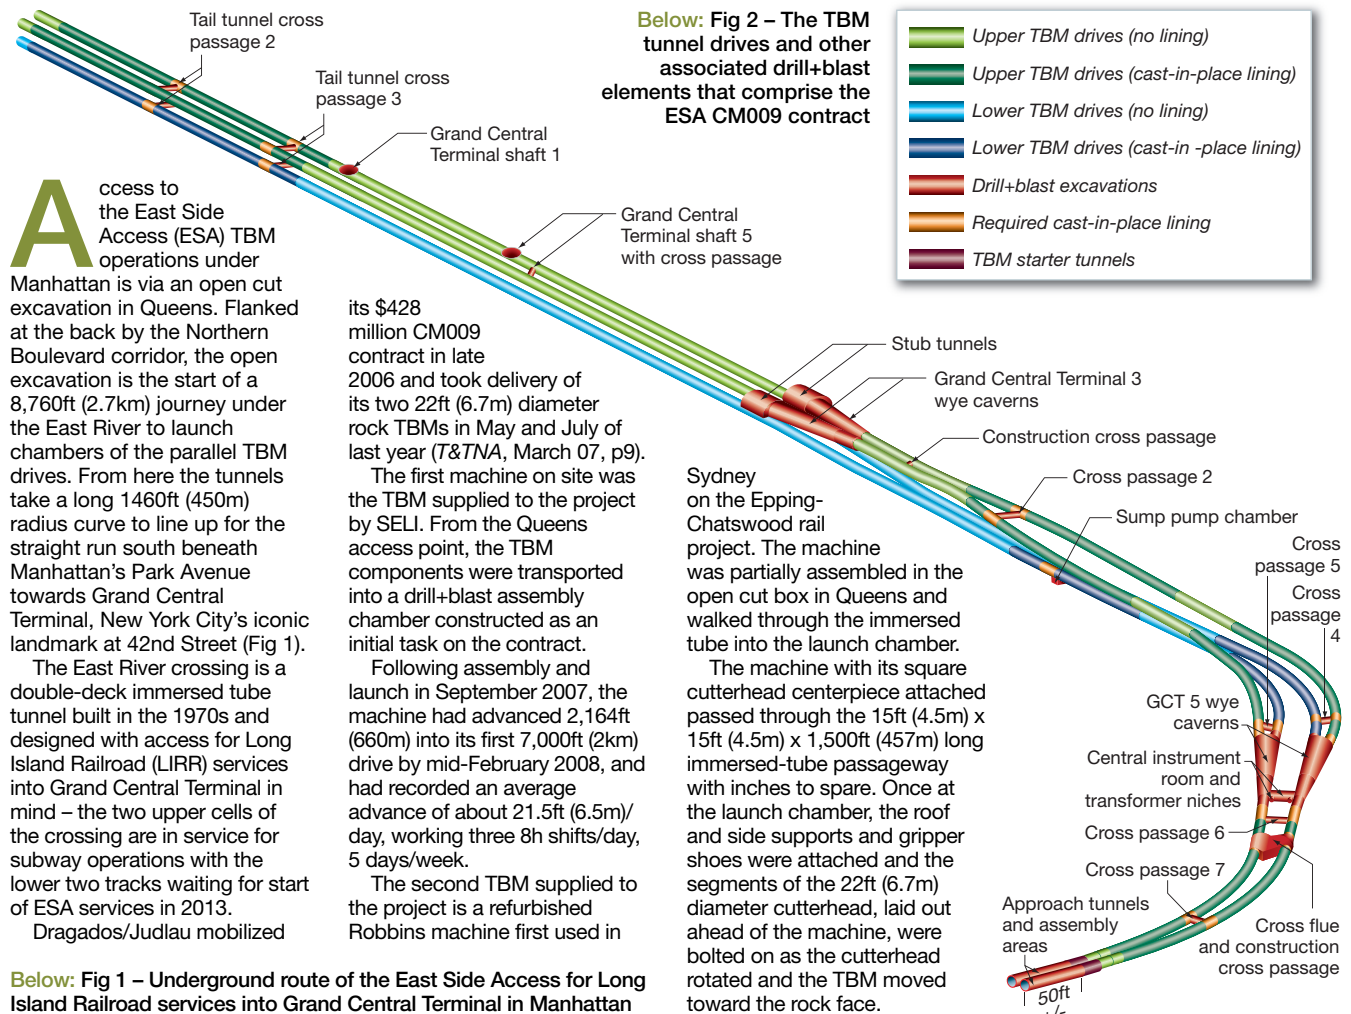 Tail tunnel cross
passage 2
Tail tunnel cross
passage 3
Grand Central
Terminal shaft 1
Grand Central
Terminal shaft 5
with cross passage
Below: Fig 2 – The TBM
tunnel drives and other
associated drill+blast
elements that comprise the
ESA CM009 contract
Upper TBM drives (no lining)
Upper TBM drives (cast-in-place lining)
Lower TBM drives (no lining)
Lower TBM drives (cast-in -place lining)
Drill+blast excavations
Required cast-in-place lining
TBM starter tunnels
Stub tunnels
Grand Central Terminal 3
wye caverns
Construction cross passage
Cross passage 2
Sump pump chamber
Cross
passage 5
Cross
passage
4
GCT 5 wye
caverns
Central instrument
room and
transformer niches
Cross passage 6
Cross passage 7
Approach tunnels
and assembly
areas
Cross flue
and construction
cross passage
50ft
Access to
the East Side
Access (ESA) TBM
operations under
Manhattan is via an open cut
excavation in Queens. Flanked
at the back by the Northern
Boulevard corridor, the open
excavation is the start of a
8,760ft (2.7km) journey under
the East River to launch
chambers of the parallel TBM
drives. From here the tunnels
take a long 1460ft (450m)
radius curve to line up for the
straight run south beneath
Manhattan's Park Avenue
towards Grand Central
Terminal, New York City's iconic
landmark at 42nd Street (Fig 1).
The East River crossing is a
double-deck immersed tube
tunnel built in the 1970s and
designed with access for Long
Island Railroad (LIRR) services
into Grand Central Terminal in
mind – the two upper cells of
the crossing are in service for
subway operations with the
lower two tracks waiting for start
of ESA services in 2013.
Dragados/Judlau mobilized
its $428
million CM009
contract in late
2006 and took delivery of
its two 22ft (6.7m) diameter
rock TBMs in May and July of
last year (T&TNA, March 07, p9).
The first machine on site was
the TBM supplied to the project
by SELI. From the Queens
access point, the TBM
components were transported
into a drill+blast assembly
chamber constructed as an
initial task on the contract.
Following assembly and
launch in September 2007, the
machine had advanced 2,164ft
(660m) into its first 7,000ft (2km)
drive by mid-February 2008, and
had recorded an average
advance of about 21.5ft (6.5m)/
day, working three 8h shifts/day,
5 days/week.
The second TBM supplied to
the project is a refurbished
Robbins machine first used in
Sydney
on the Epping-
Chatswood rail
project. The machine
was partially assembled in the
open cut box in Queens and
walked through the immersed
tube into the launch chamber.
The machine with its square
cutterhead centerpiece attached
passed through the 15ft (4.5m) x
15ft (4.5m) x 1,500ft (457m) long
immersed-tube passageway
with inches to spare. Once at
the launch chamber, the roof
and side supports and gripper
shoes were attached and the
segments of the 22ft (6.7m)
diameter cutterhead, laid out
ahead of the machine, were
bolted on as the cutterhead
rotated and the TBM moved
toward the rock face.
Below: Fig 1 – Underground route of the East Side Access for Long
Island Railroad services into Grand Central Terminal in Manhattan